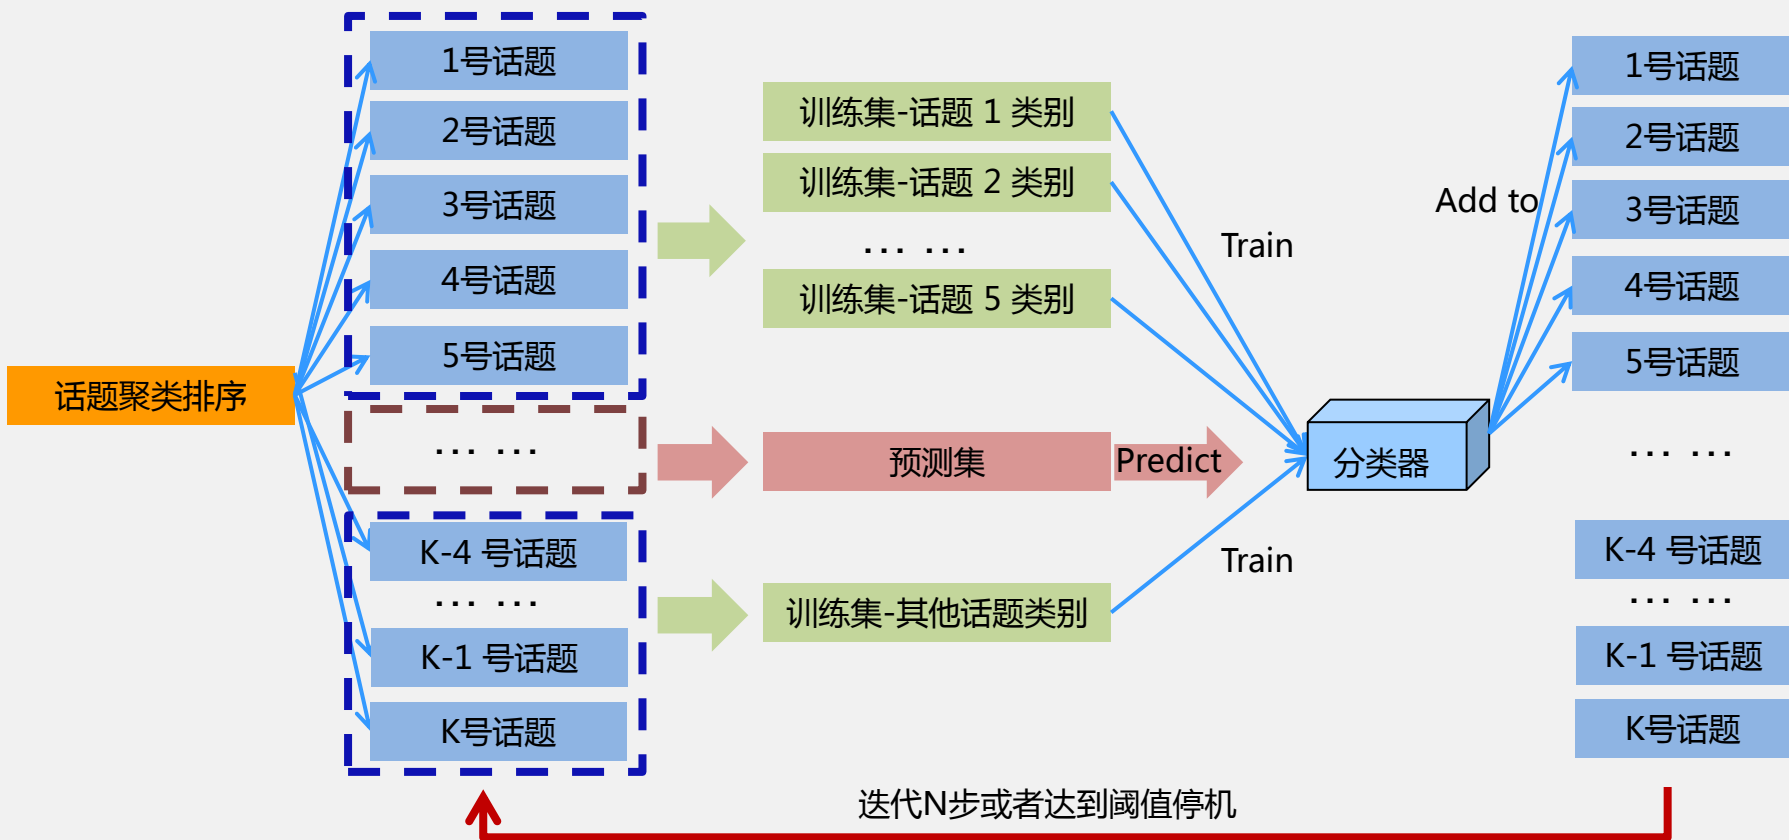 话题聚类排序
1号话题
2号话题
3号话题
4号话题
5号话题
... ...
K-4 号话题
... ...
K-1 号话题
K号话题
训练集-话题 1 类别
训练集-话题 2 类别
... ...
训练集-话题 5 类别
预测集
训练集-其他话题类别
Train
Predict
Train
分类器
Add to
1号话题
2号话题
3号话题
4号话题
5号话题
... ...
K-4 号话题
... ...
K-1 号话题
K号话题
迭代N步或者达到阈值停机